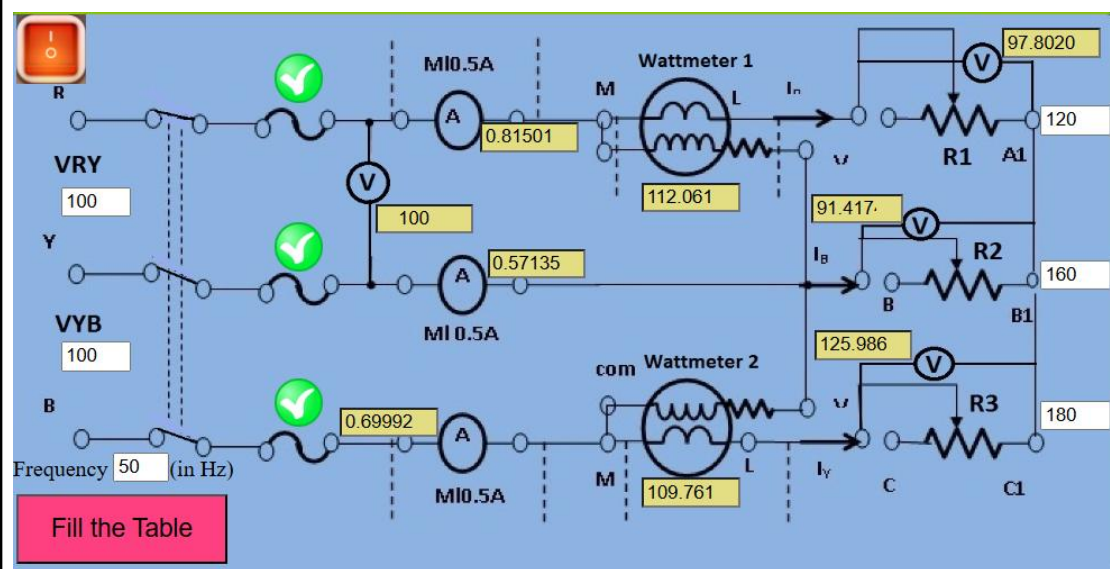 I
O
R
MI0.5A
Wattmeter 1
97.8020
M
L
A
0.81501
V
120
R1
A1
VRY
100
V
100
112.061
91.417
V
R2
Y
0.57135
A
MI 0.5A
I_B
B
160
B1
VYB
100
125.986
V
com
Wattmeter 2
R3
B
0.69992
A
180
Frequency 50 (in Hz)
MI0.5A
M
L
109.761
I_Y
C
C1
Fill the Table